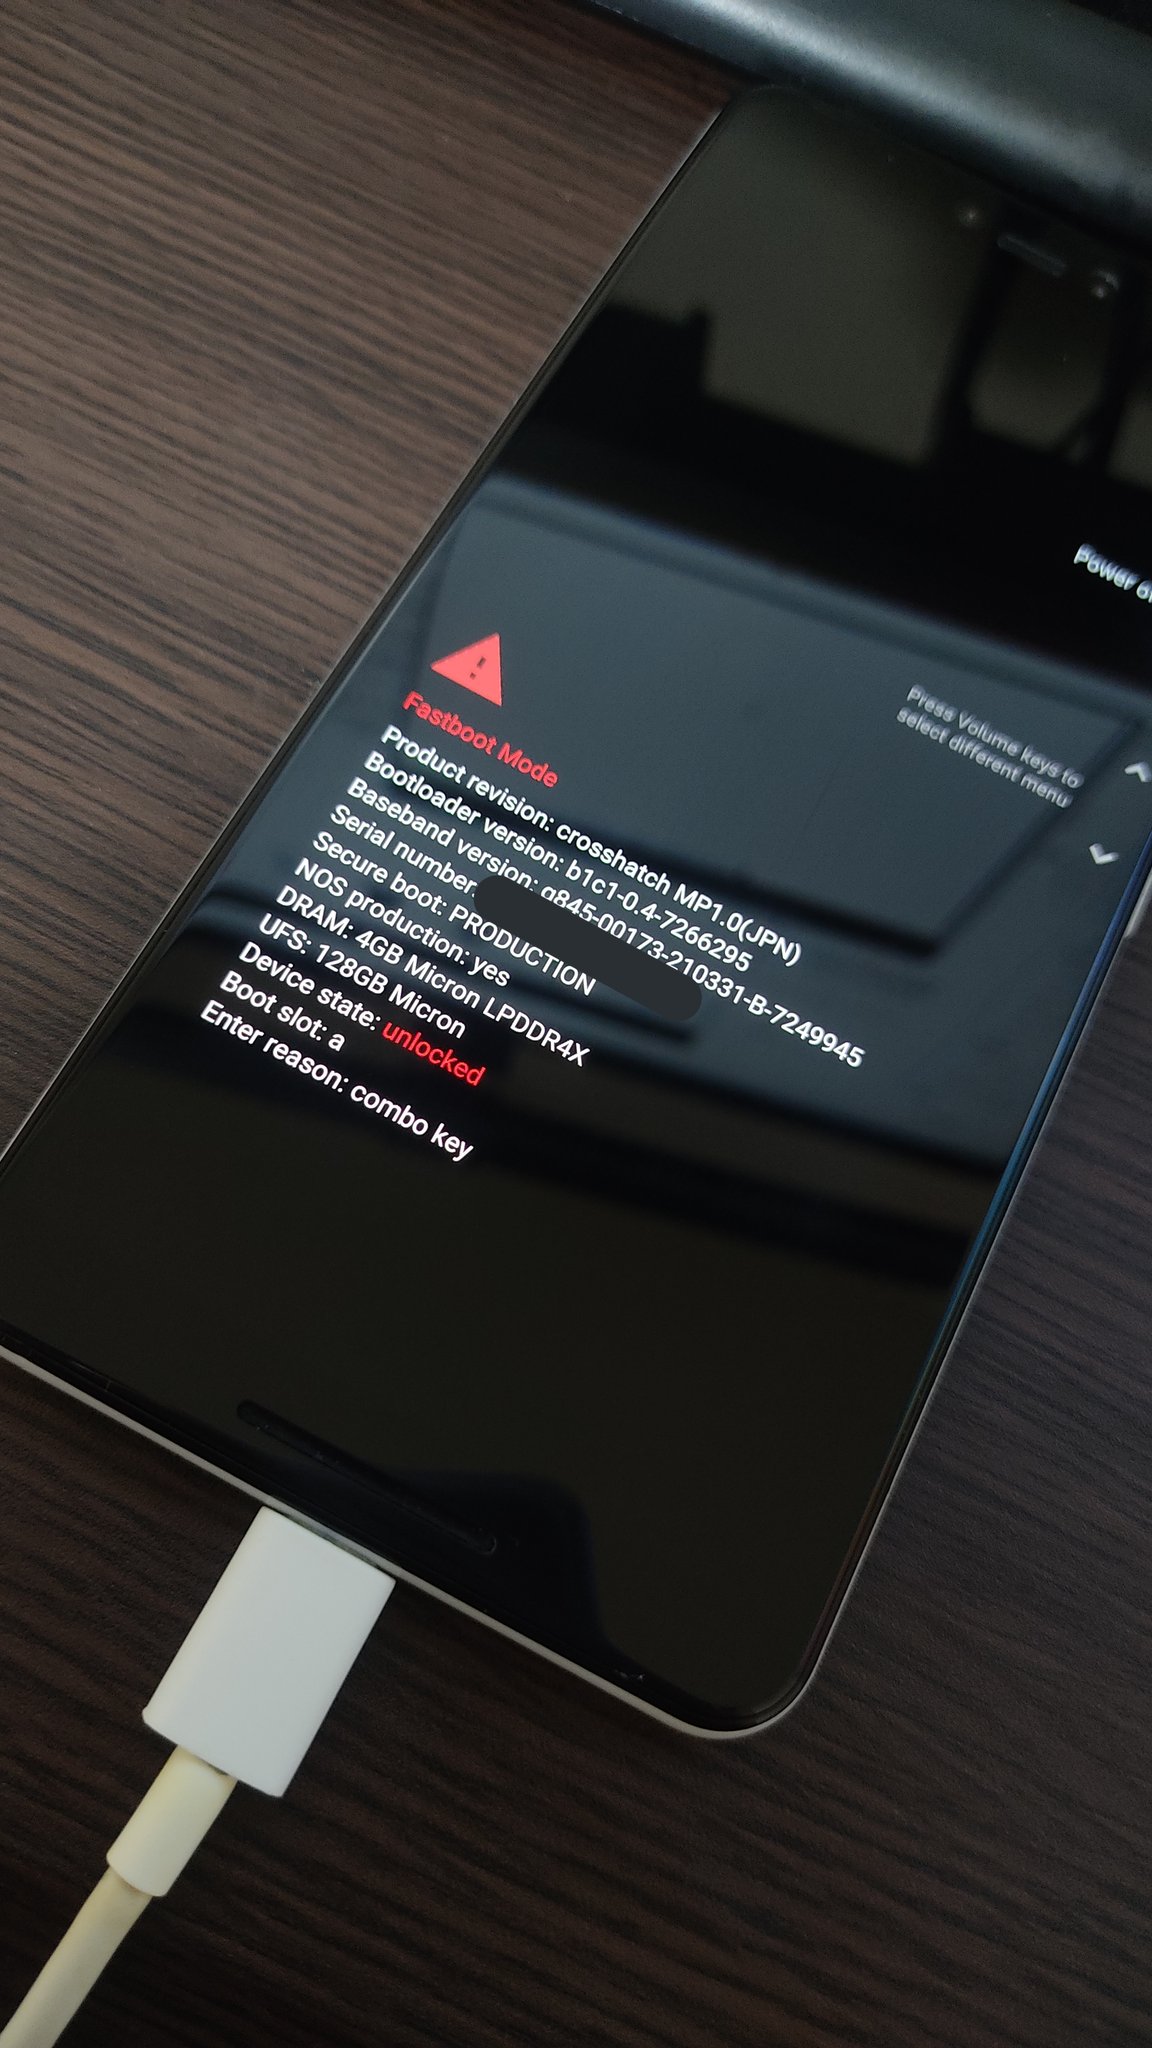 Power
Press Volume keys to
select different menu
Fastboot Mode
Product revision: crosshatch MP1.0(JPN)
Bootloader version: b1c1-0.4-7266295
Baseband version: g845-00173-210331-B-7249945
Serial number:
Secure boot: PRODUCTION
NOS production: yes
DRAM: 4GB Micron LPDDR4X
UFS: 128GB Micron
Device state: unlocked
Boot slot: a
Enter reason: combo key